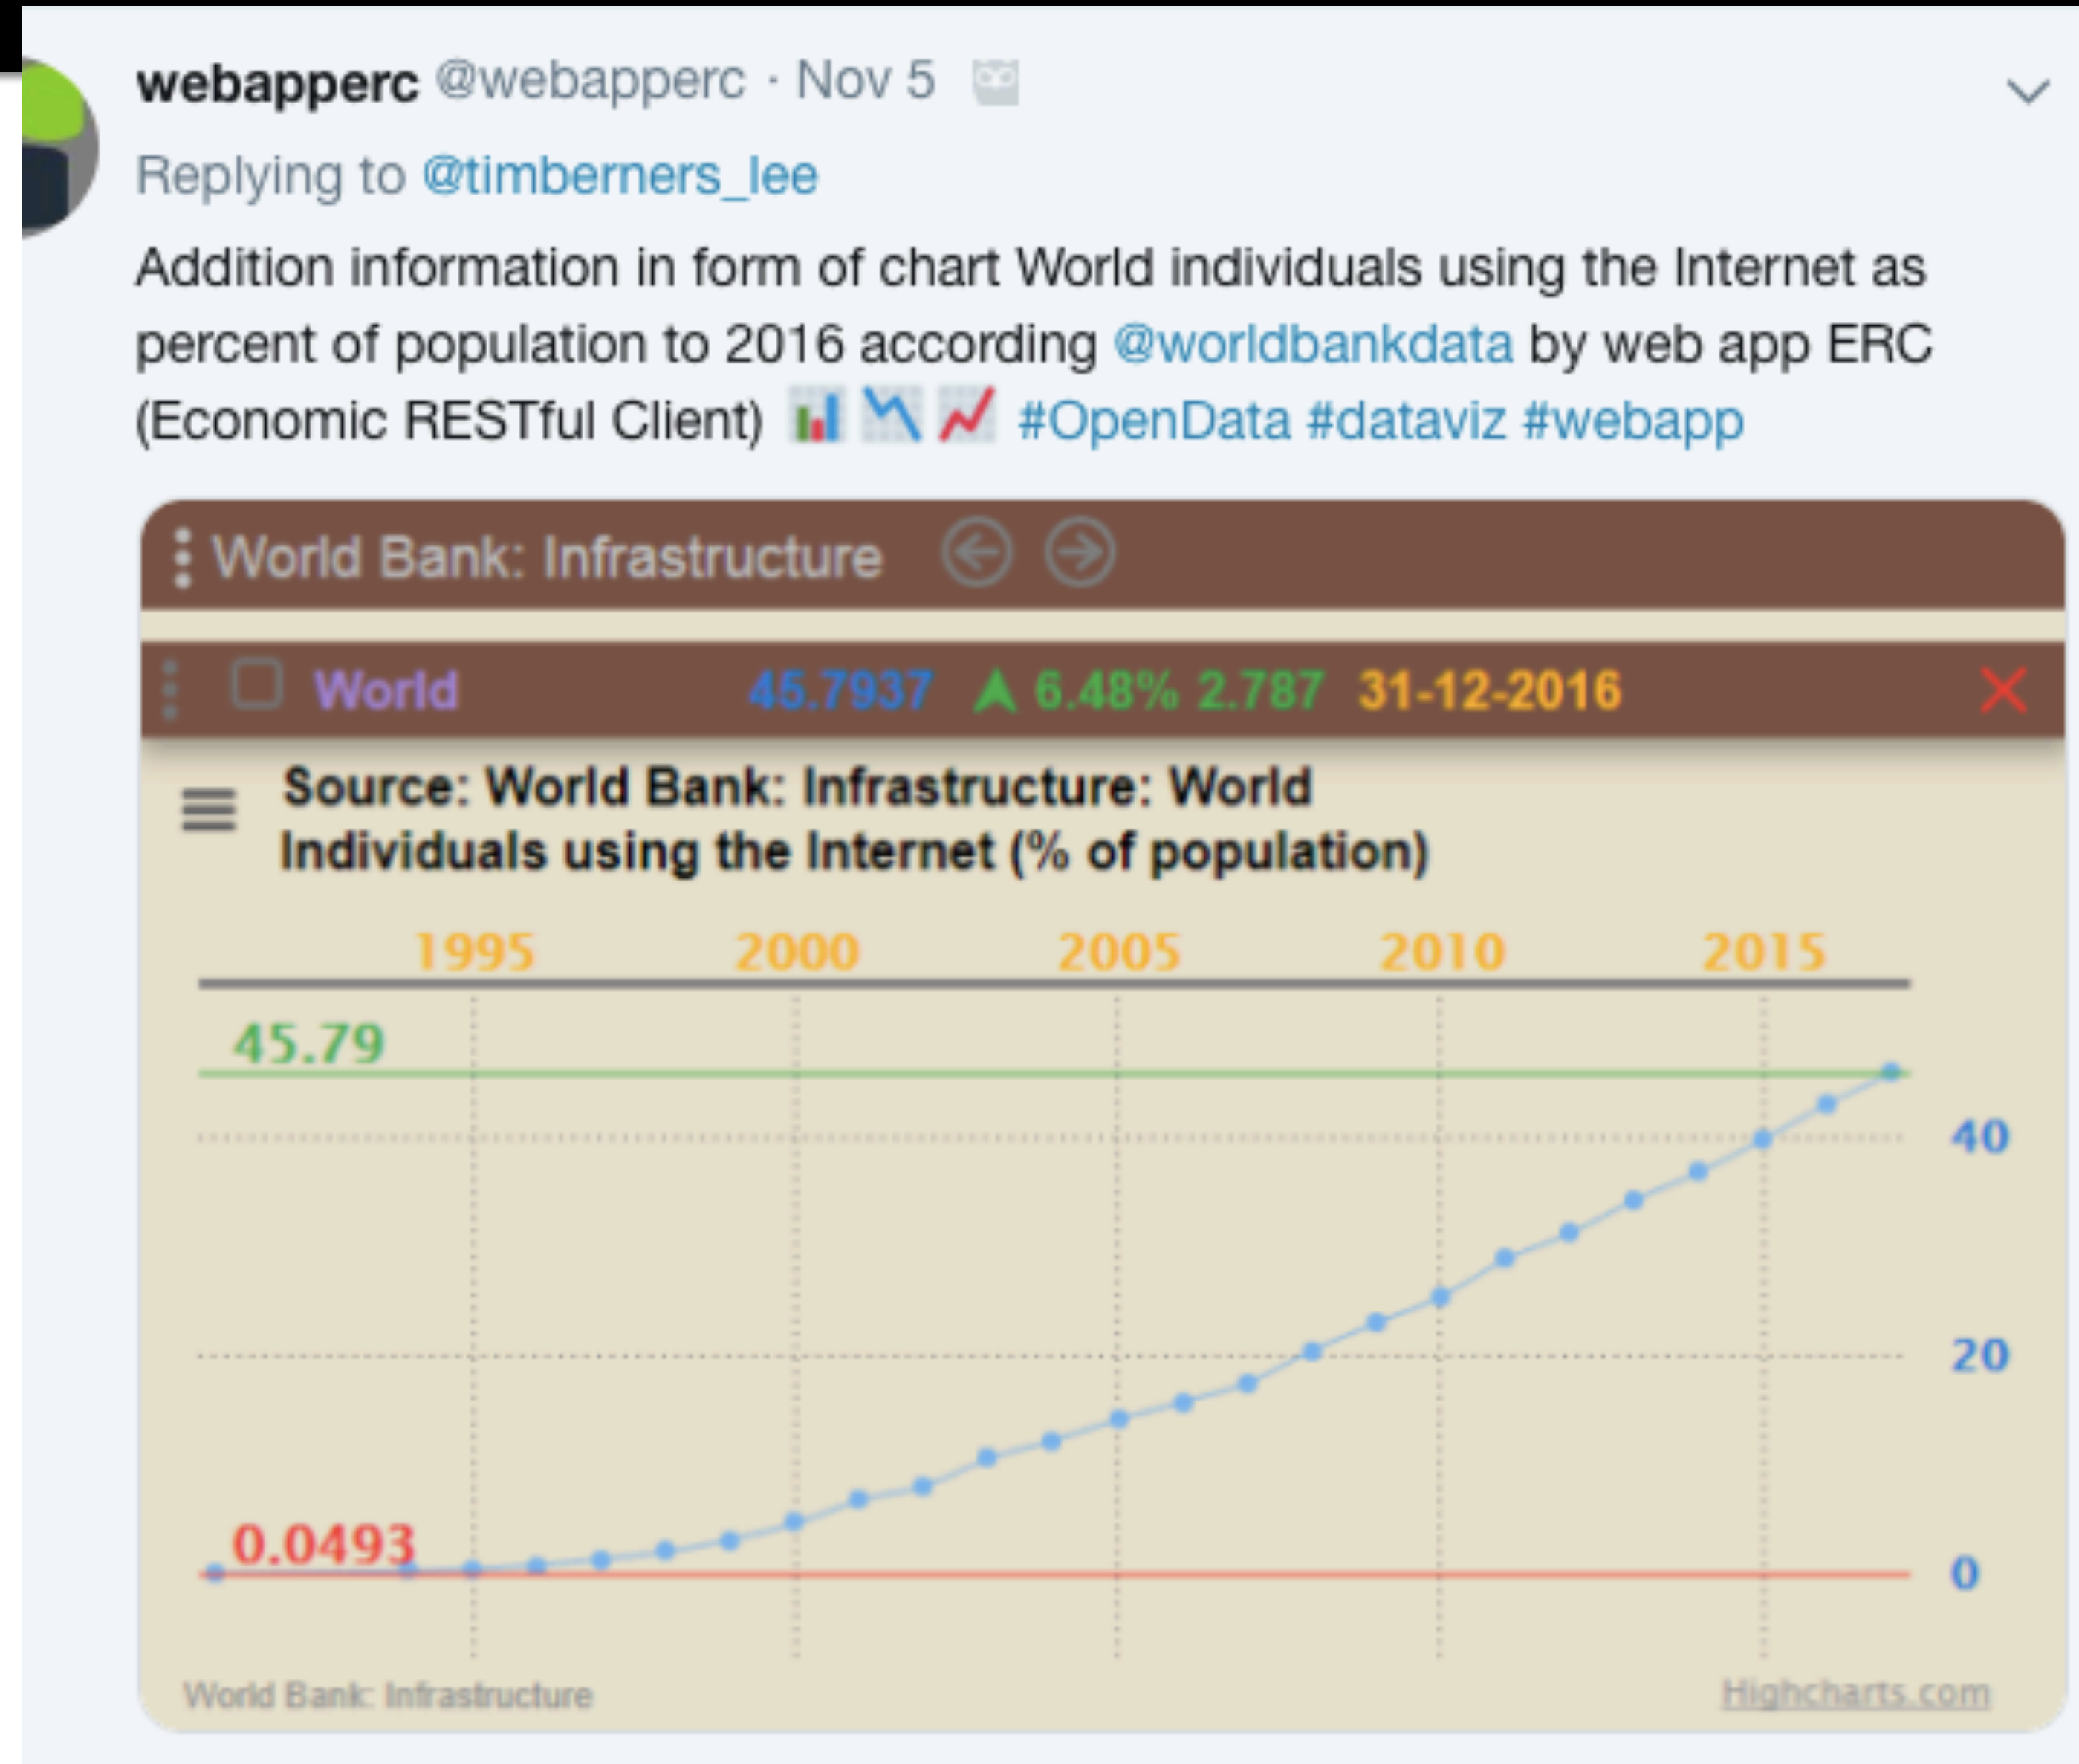 webapperc @webapperc · Nov 5
Replying to @timberners_lee
Addition information in form of chart World individuals using the Internet as
percent of population to 2016 according @worldbankdata by web app ERC
(Economic RESTful Client) 📊 📉 📈 #OpenData #dataviz #webapp
World Bank: Infrastructure
World 45.7937 ▲ 6.48% 2.787 31-12-2016
Source: World Bank: Infrastructure: World
Individuals using the Internet (% of population)
1995 2000 2005 2010 2015
45.79
40
20
0.0493
0
World Bank: Infrastructure Highcharts.com